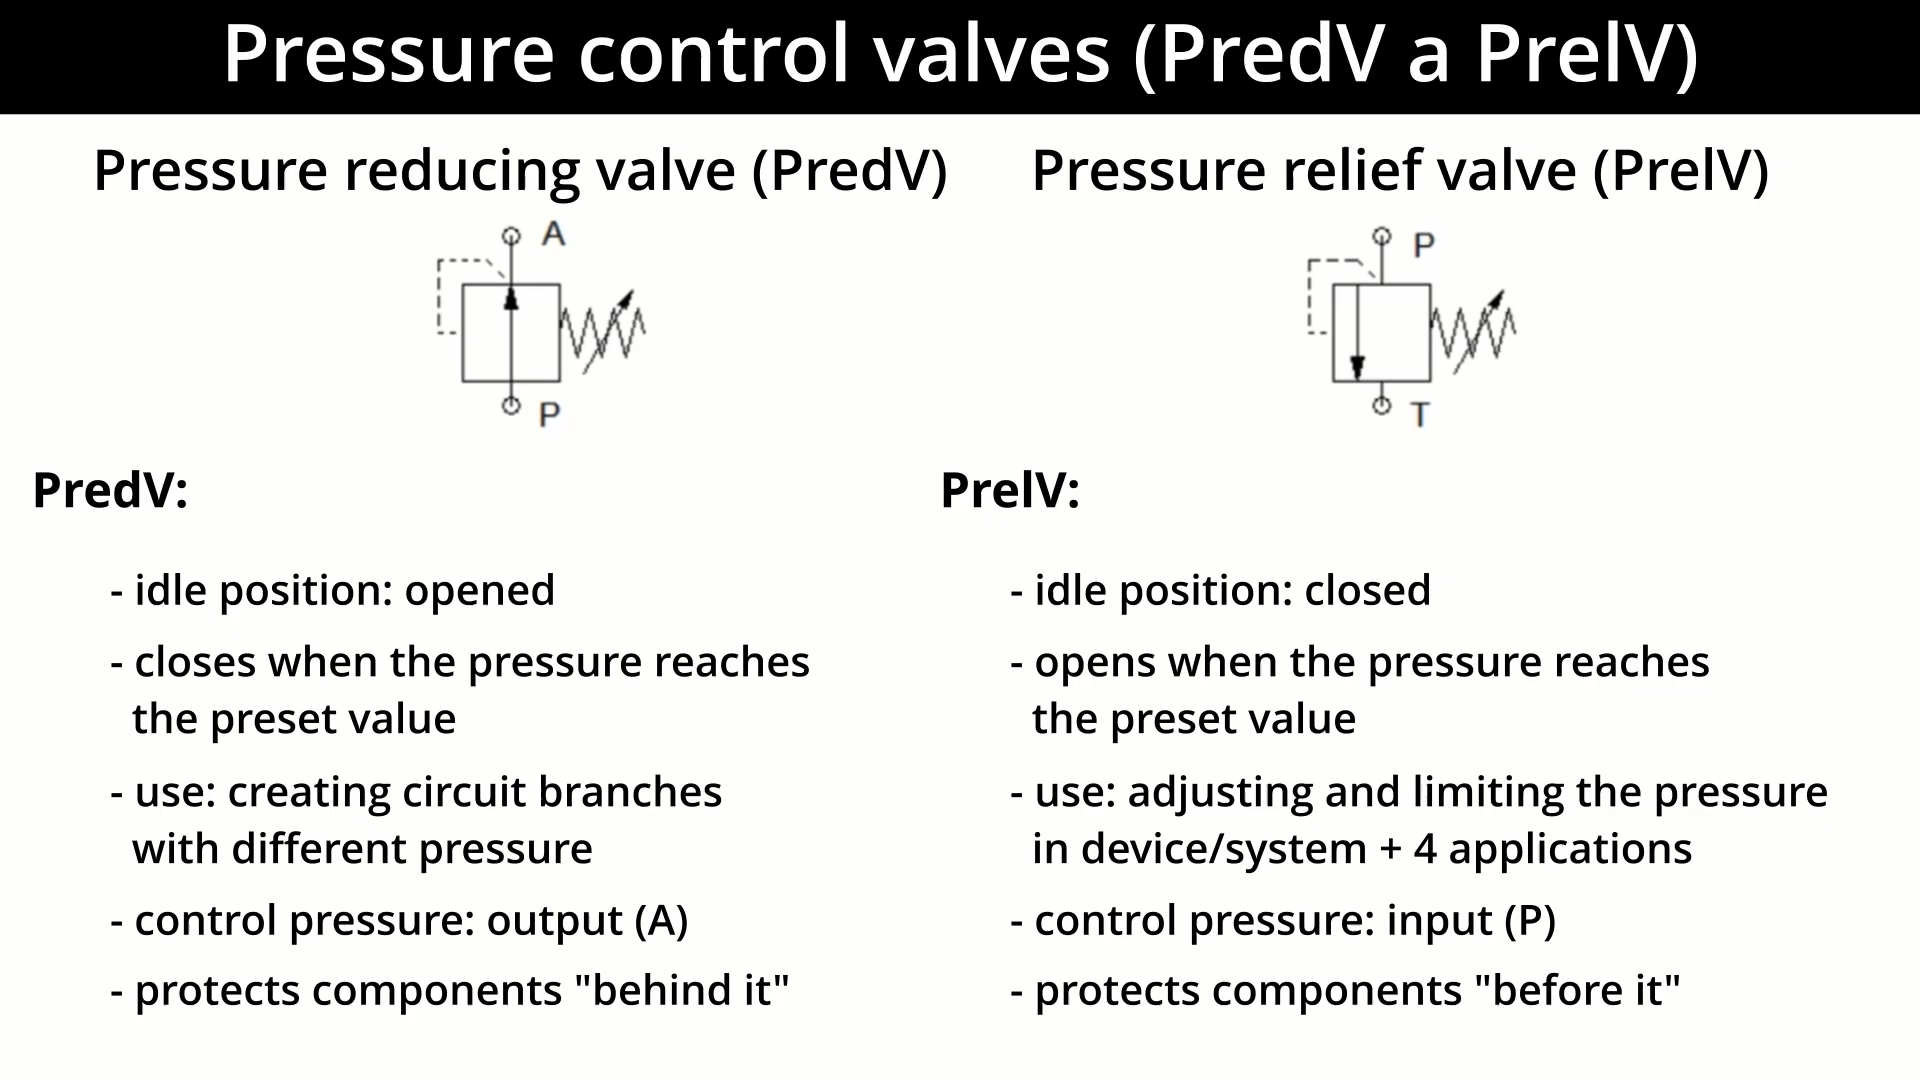 Pressure control valves (PredV a PrelV)
Pressure reducing valve (PredV)
A
P
PredV:
- idle position: opened
- closes when the pressure reaches
the preset value
- use: creating circuit branches
with different pressure
- control pressure: output (A)
- protects components "behind it"
Pressure relief valve (PrelV)
P
T
PrelV:
- idle position: closed
- opens when the pressure reaches
the preset value
- use: adjusting and limiting the pressure
in device/system + 4 applications
- control pressure: input (P)
- protects components "before it"